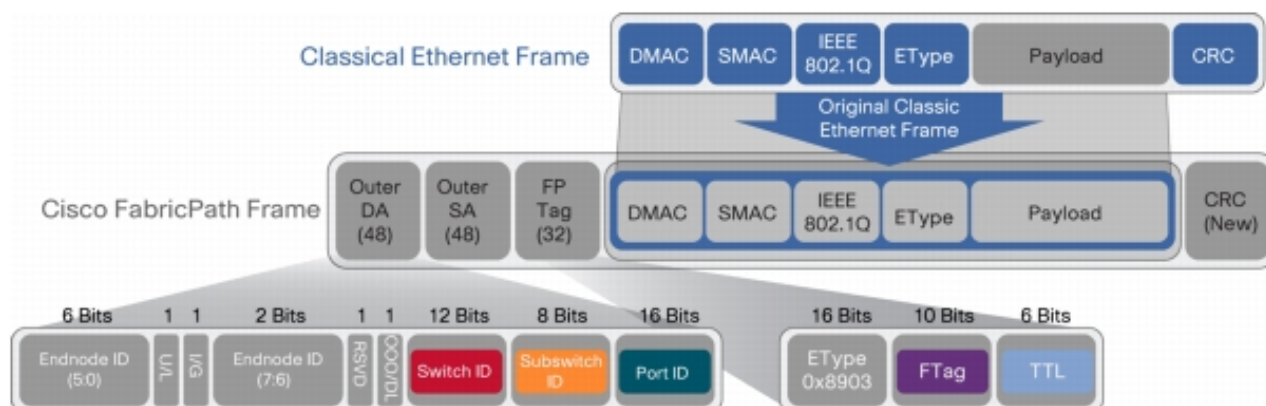 Classical Ethernet Frame
DMAC
SMAC
IEEE
802.1Q
EType
Payload
CRC
Original Classic
Ethernet Frame
Cisco FabricPath Frame
Outer
DA
(48)
Outer
SA
(48)
FP
Tag
(32)
DMAC
SMAC
IEEE
802.1Q
EType
Payload
CRC
(New)
6 Bits
1
1
2 Bits
1
1
12 Bits
8 Bits
16 Bits
Endnode ID
(5:0)
U/L
I/G
Endnode ID
(7:6)
RSVD
OOO/DL
Switch ID
Subswitch
ID
Port ID
16 Bits
10 Bits
6 Bits
EType
0x8903
FTag
TTL